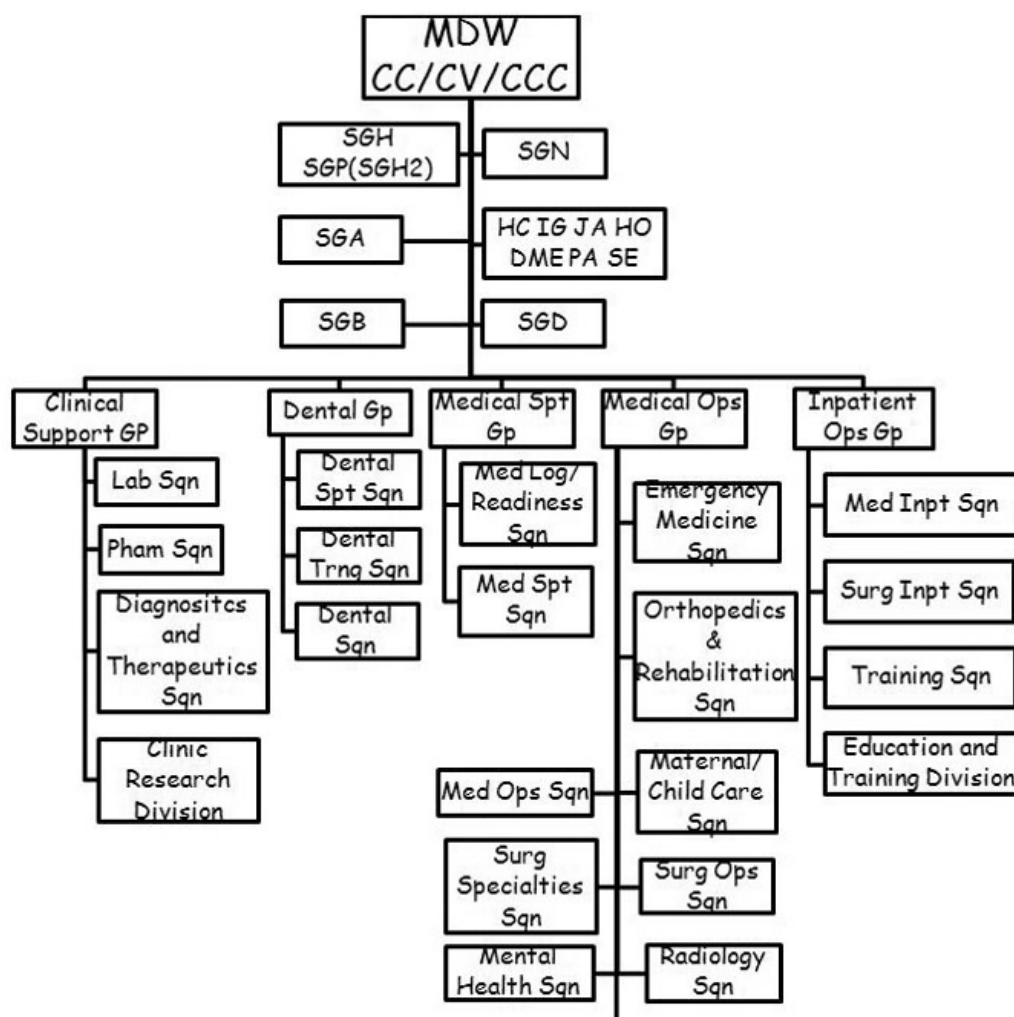 MDW
CC/CV/CCC
SGH
SGP(SGH2)
SGN
SGA
HC IG JA HO
DME PA SE
SGB
SGD
Clinical
Support GP
Lab Sqn
Pham Sqn
Diagnositcs
and
Therapeutics
Sqn
Clinic
Research
Division
Dental Gp
Dental
Spt Sqn
Dental
Trng Sqn
Dental
Sqn
Medical Spt
Gp
Med Log/
Readiness
Sqn
Med Spt
Sqn
Medical Ops
Gp
Emergency
Medicine
Sqn
Orthopedics
&
Rehabilitation
Sqn
Med Ops Sqn
Maternal/
Child Care
Sqn
Surg
Specialties
Sqn
Surg Ops
Sqn
Mental
Health Sqn
Radiology
Sqn
Inpatient
Ops Gp
Med Inpt Sqn
Surg Inpt Sqn
Training Sqn
Education and
Training Division